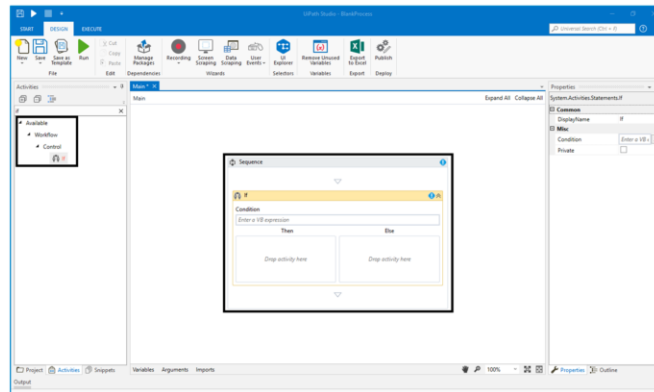 UiPath Studio - BlankProcess
START DESIGN EXECUTE
Universal Search (Ctrl + F)
New Save Save as Template Run
Cut
Copy
Paste
Manage Packages
Recording
Screen Scraping
Data Scraping
User Events
UI Explorer
Remove Unused Variables
Export to Excel
Publish
File Edit Dependencies Wizards Selectors Variables Export Deploy
Activities
Main* X
Properties
Main
Expand All Collapse All
System.Activities.Statements.If
if
Common
DisplayName If
Misc
Condition Enter a VB
Private
Available
Workflow
Control
If
Sequence
If
Condition
Enter a VB expression
Then Else
Drop activity here Drop activity here
Project Activities Snippets
Variables Arguments Imports
100%
Properties Outline
Output